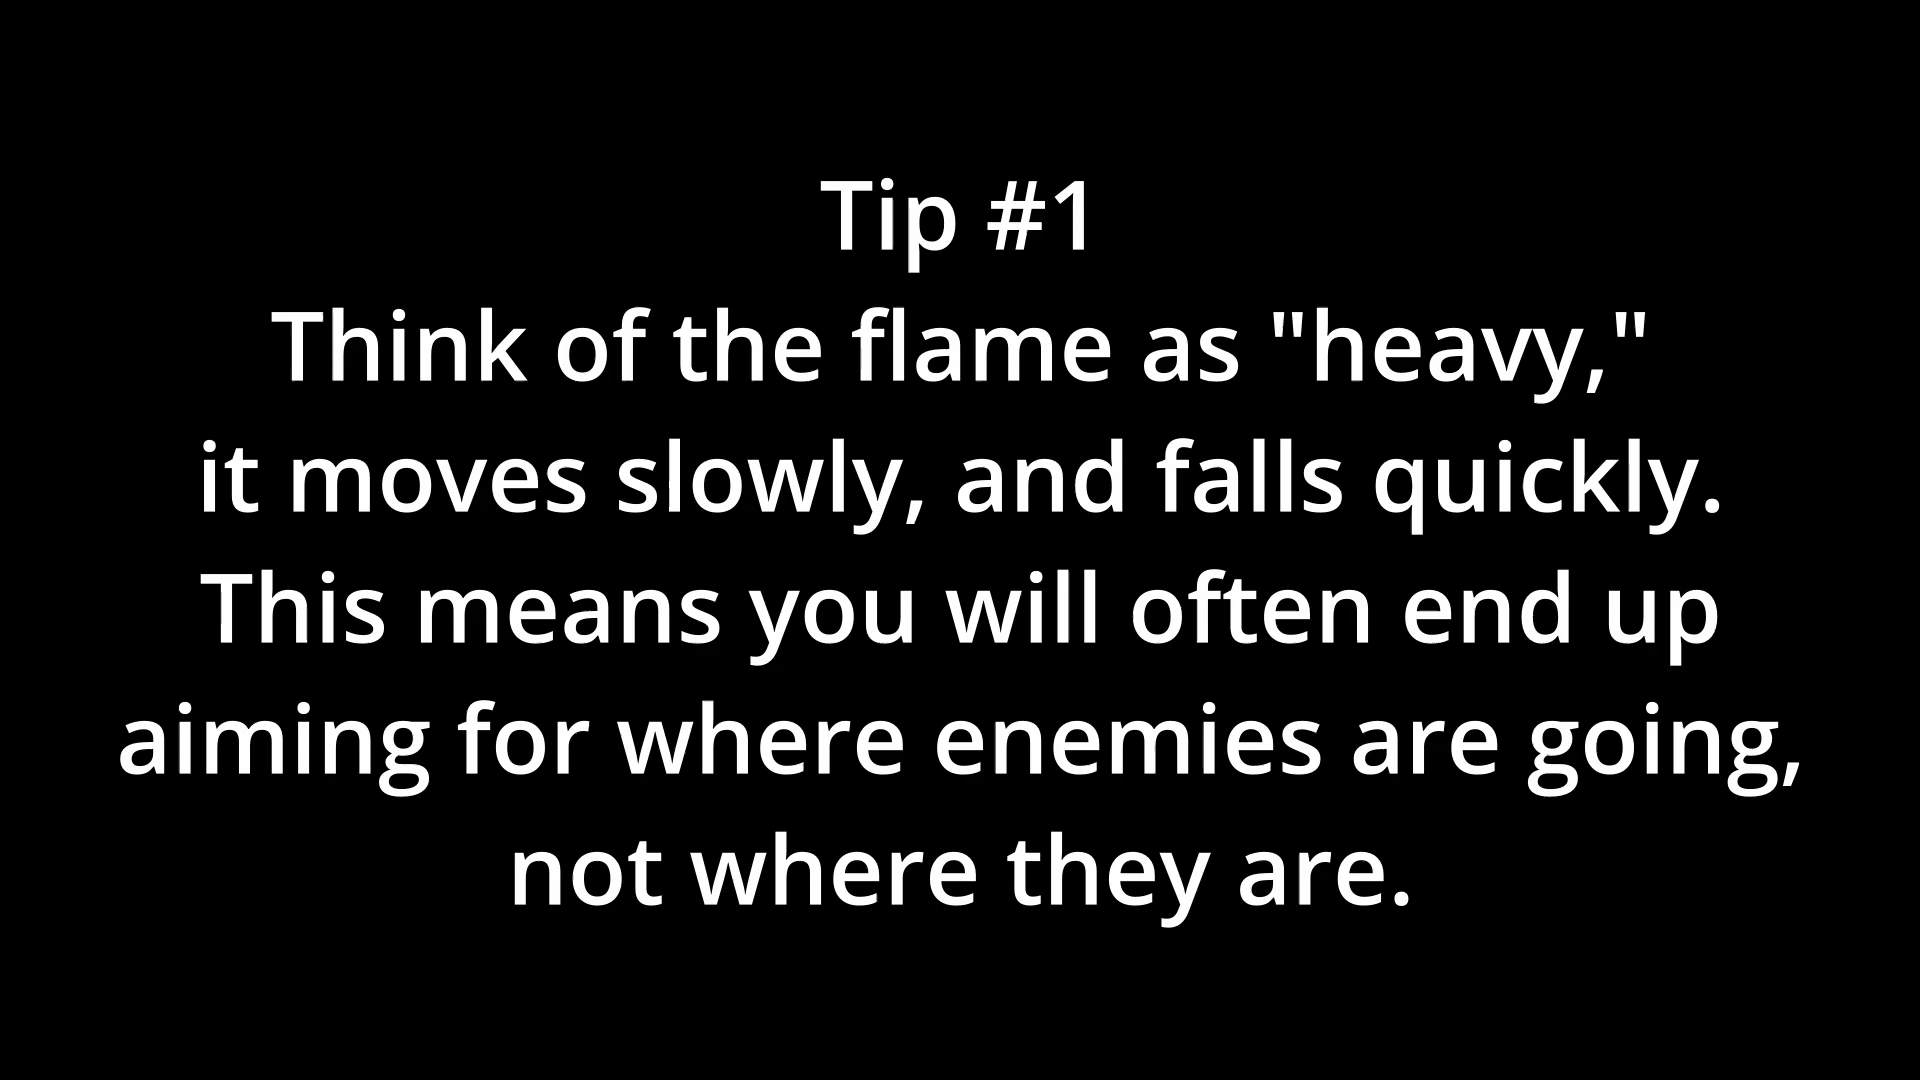 Tip #1
Think of the flame as "heavy,"
it moves slowly, and falls quickly.
This means you will often end up
aiming for where enemies are going,
not where they are.